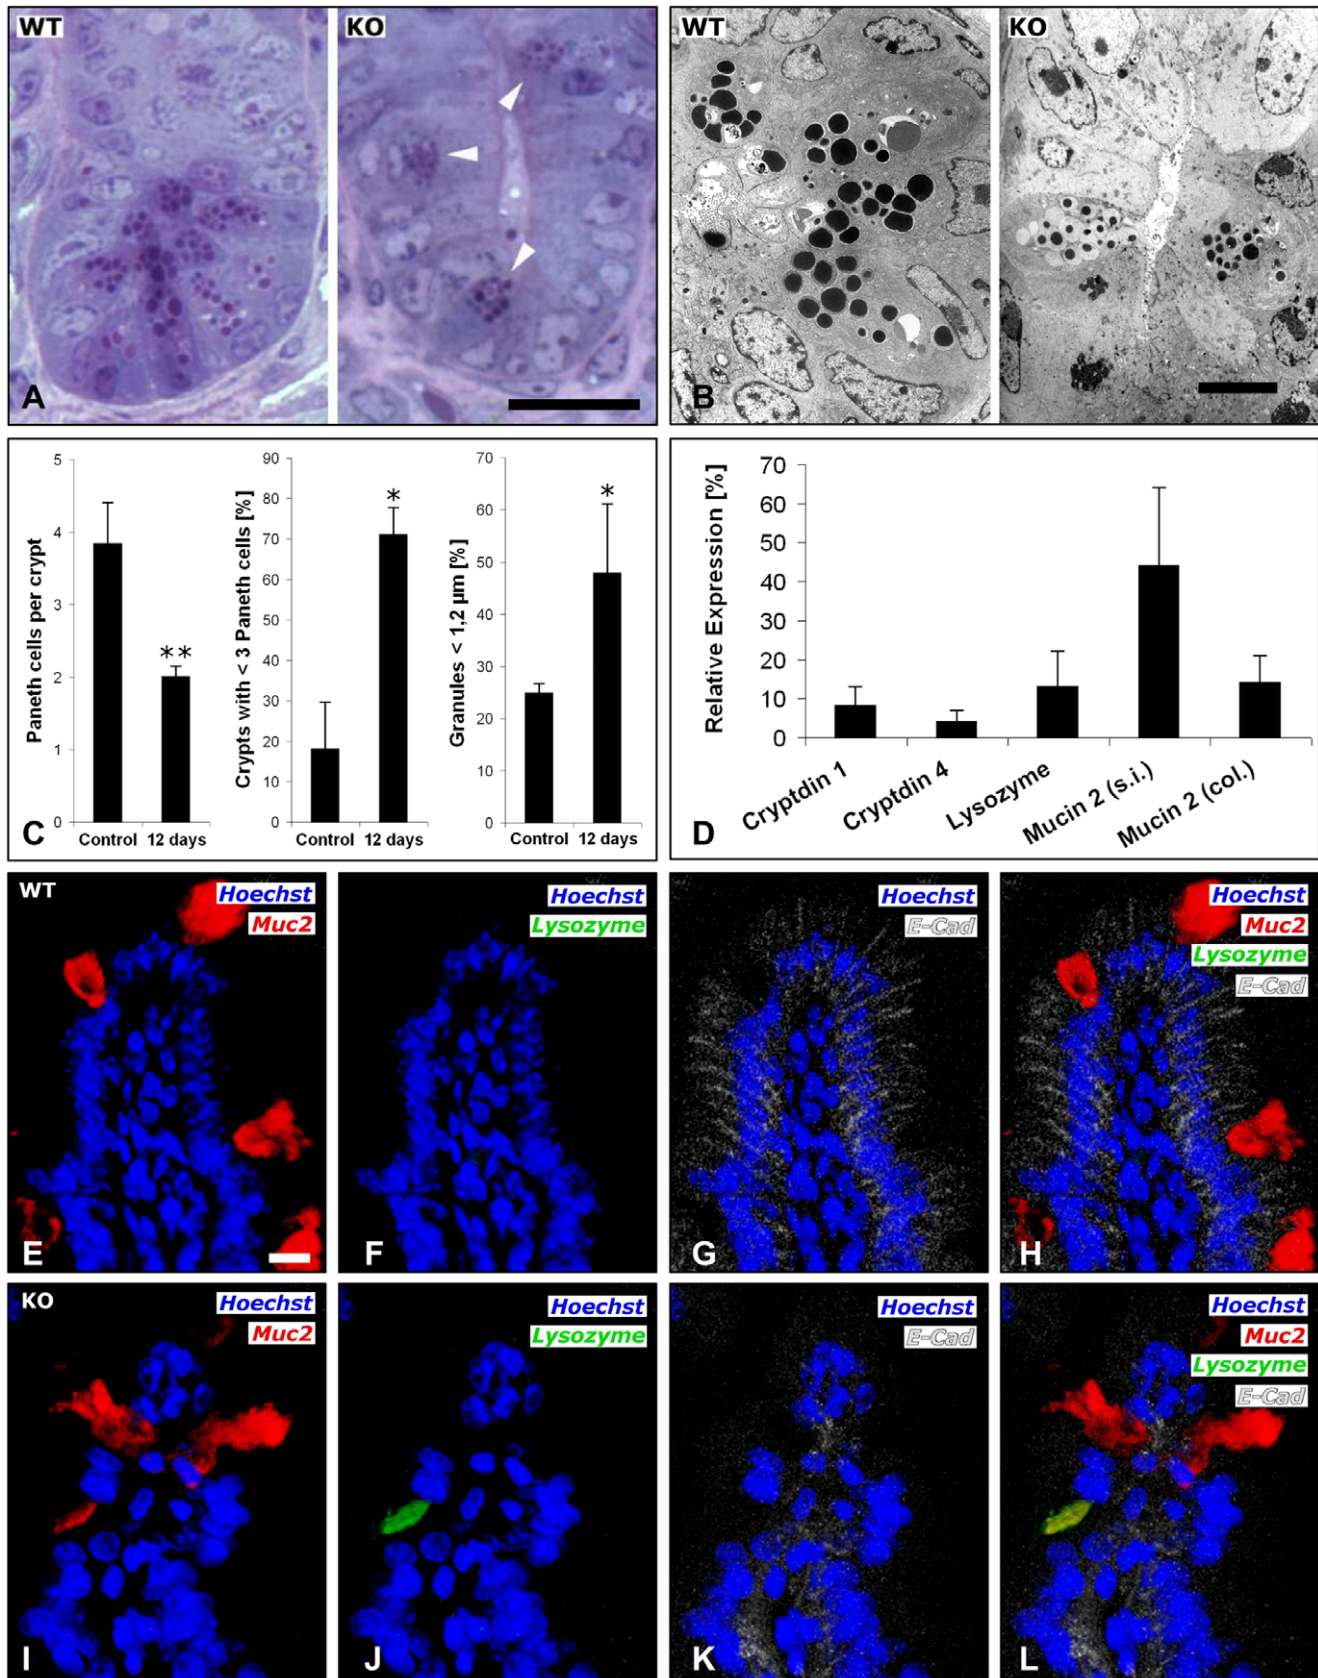 WT
KO
A
WT
KO
B
Paneth cells per crypt
5
4
3
2
1
0
**
Control 12 days
Crypts with < 3 Paneth cells [%]
90
80
70
60
50
40
30
20
10
0
*
Control 12 days
Granules < 1,2 µm [%]
70
60
50
40
30
20
10
0
*
Control 12 days
C
Relative Expression [%]
70
60
50
40
30
20
10
0
Cryptdin 1
Cryptdin 4
Lysozyme
Mucin 2 (s.i.)
Mucin 2 (col.)
D
WT
Hoechst
Muc2
E
Hoechst
Lysozyme
F
Hoechst
E-Cad
G
Hoechst
Muc2
Lysozyme
E-Cad
H
KO
Hoechst
Muc2
I
Hoechst
Lysozyme
J
Hoechst
E-Cad
K
Hoechst
Muc2
Lysozyme
E-Cad
L